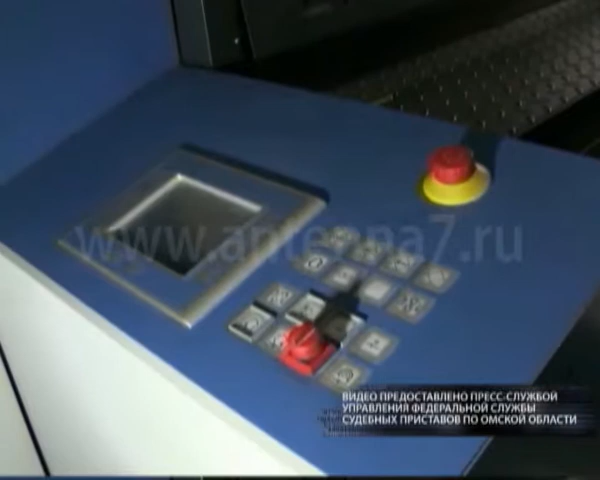 www.antenna7.ru
ВИДЕО ПРЕДОСТАВЛЕНО ПРЕСС-СЛУЖБОЙ
УПРАВЛЕНИЯ ФЕДЕРАЛЬНОЙ СЛУЖБЫ
СУДЕБНЫХ ПРИСТАВОВ ПО ОМСКОЙ ОБЛАСТИ